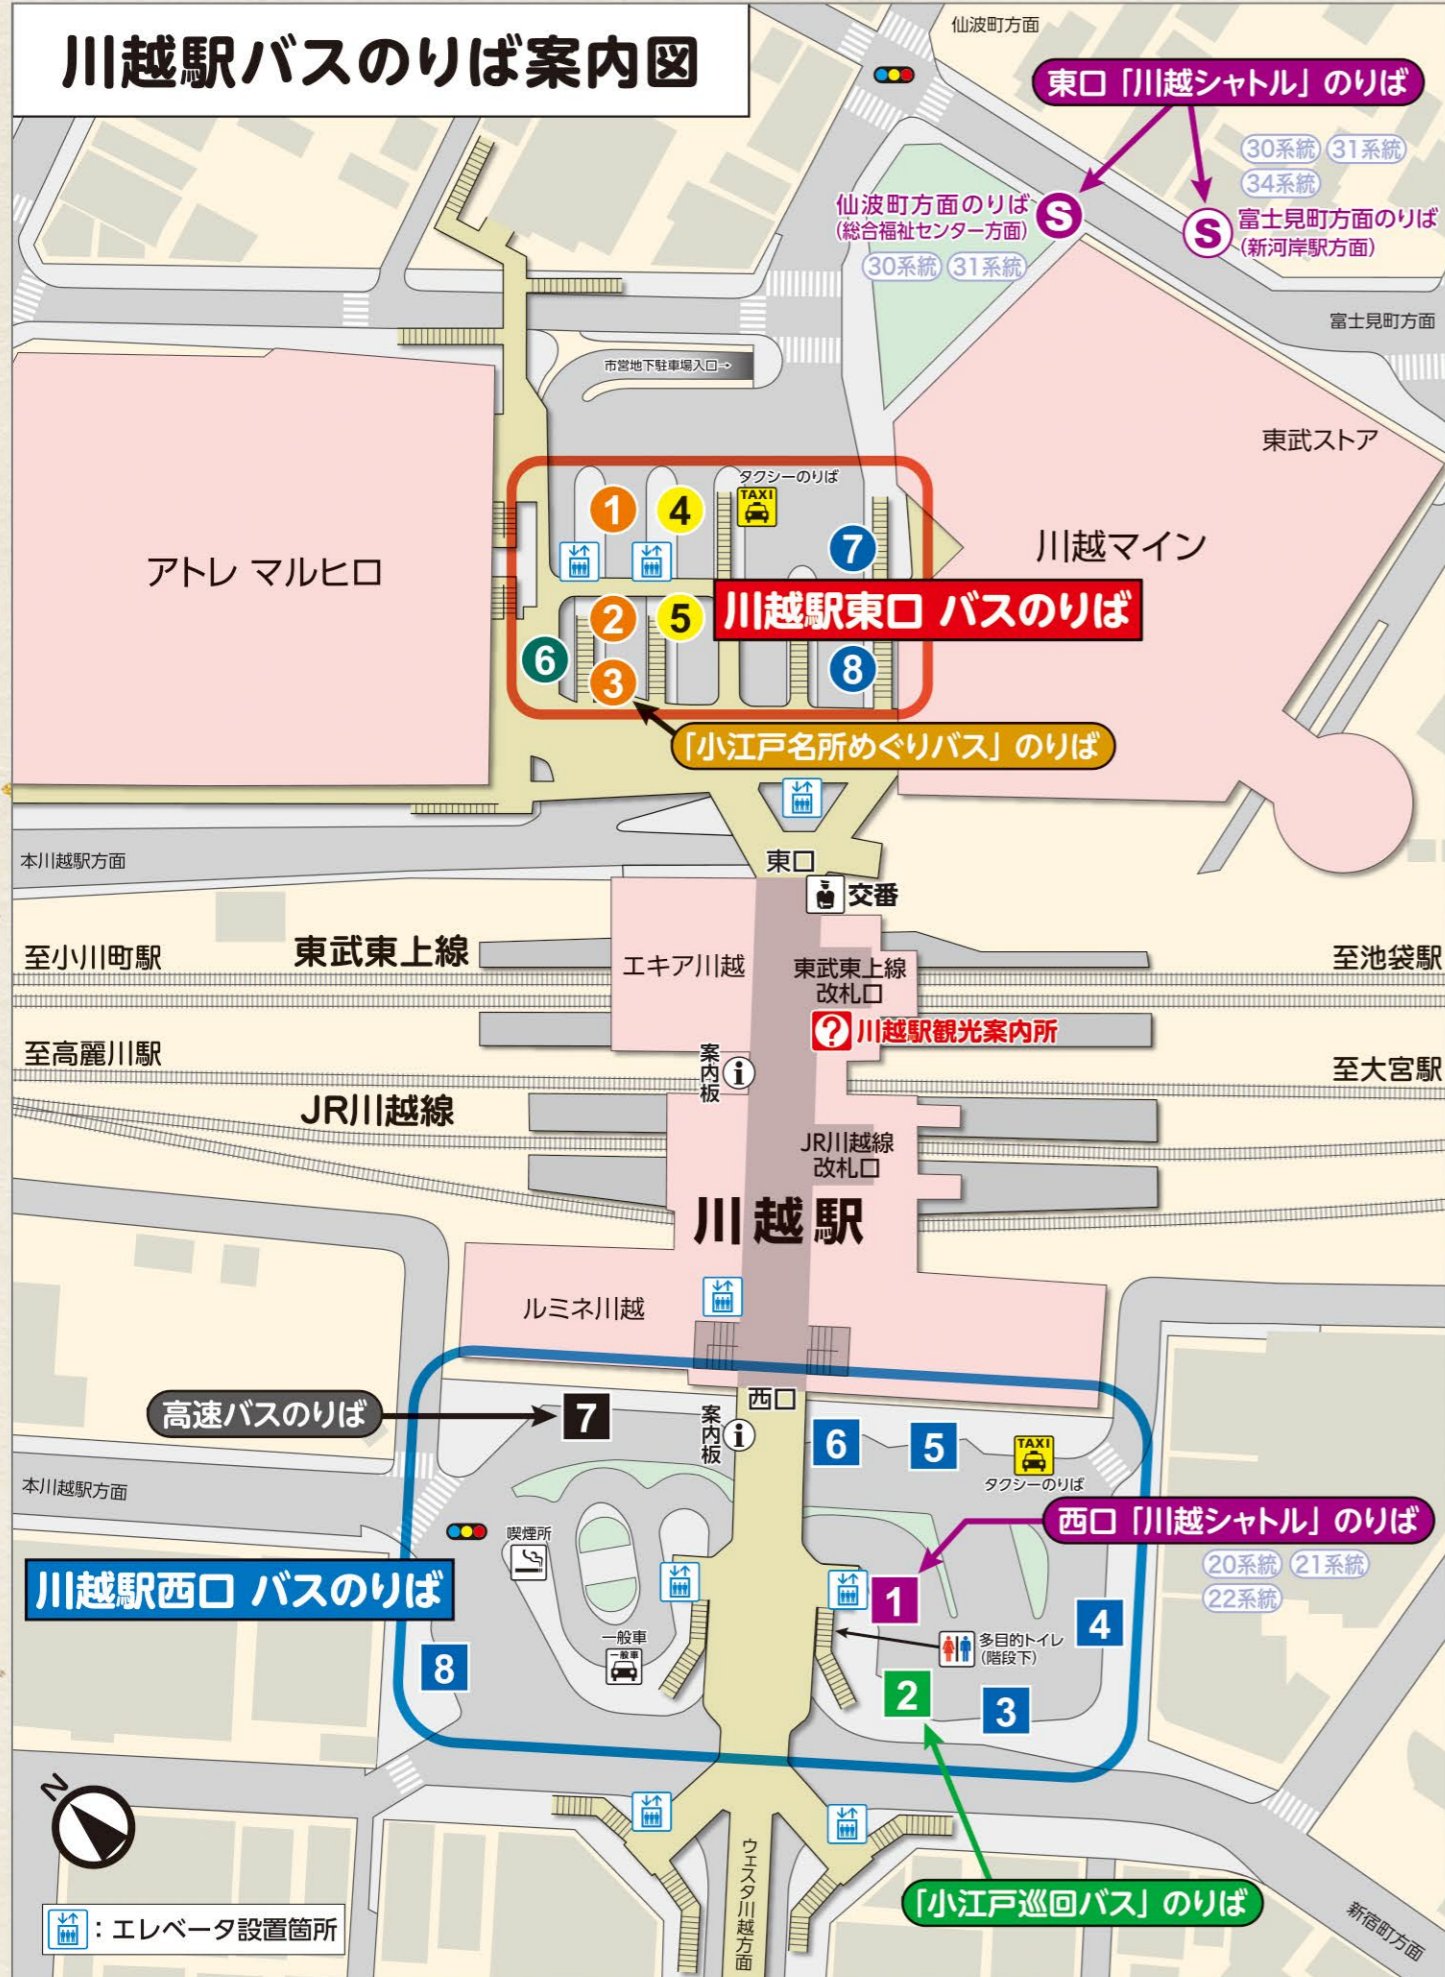 川越駅バスのりば案内図
仙波町方面
東口「川越シャトル」のりば
30系統 31系統
34系統
仙波町方面のりば
(総合福祉センター方面)
S
S
富士見町方面のりば
(新河岸駅方面)
30系統 31系統
富士見町方面
市営地下駐車場入口→
東武ストア
タクシーのりば
TAXI
1
4
7
アトレ マルヒロ
川越マイン
川越駅東口 バスのりば
2
5
6
3
8
「小江戸名所めぐりバス」のりば
本川越駅方面
東口
交番
至小川町駅
東武東上線
エキア川越
東武東上線
改札口
至池袋駅
? 川越駅観光案内所
至高麗川駅
案内板
i
至大宮駅
JR川越線
JR川越線
改札口
川越駅
ルミネ川越
西口
高速バスのりば
7
案内板
i
6
5
TAXI
タクシーのりば
本川越駅方面
西口「川越シャトル」のりば
20系統 21系統
22系統
喫煙所
川越駅西口 バスのりば
1
4
一般車
一般車
多目的トイレ
(階段下)
8
2
3
N
ウェスタ川越方面
「小江戸巡回バス」のりば
新宿町方面
:エレベータ設置箇所